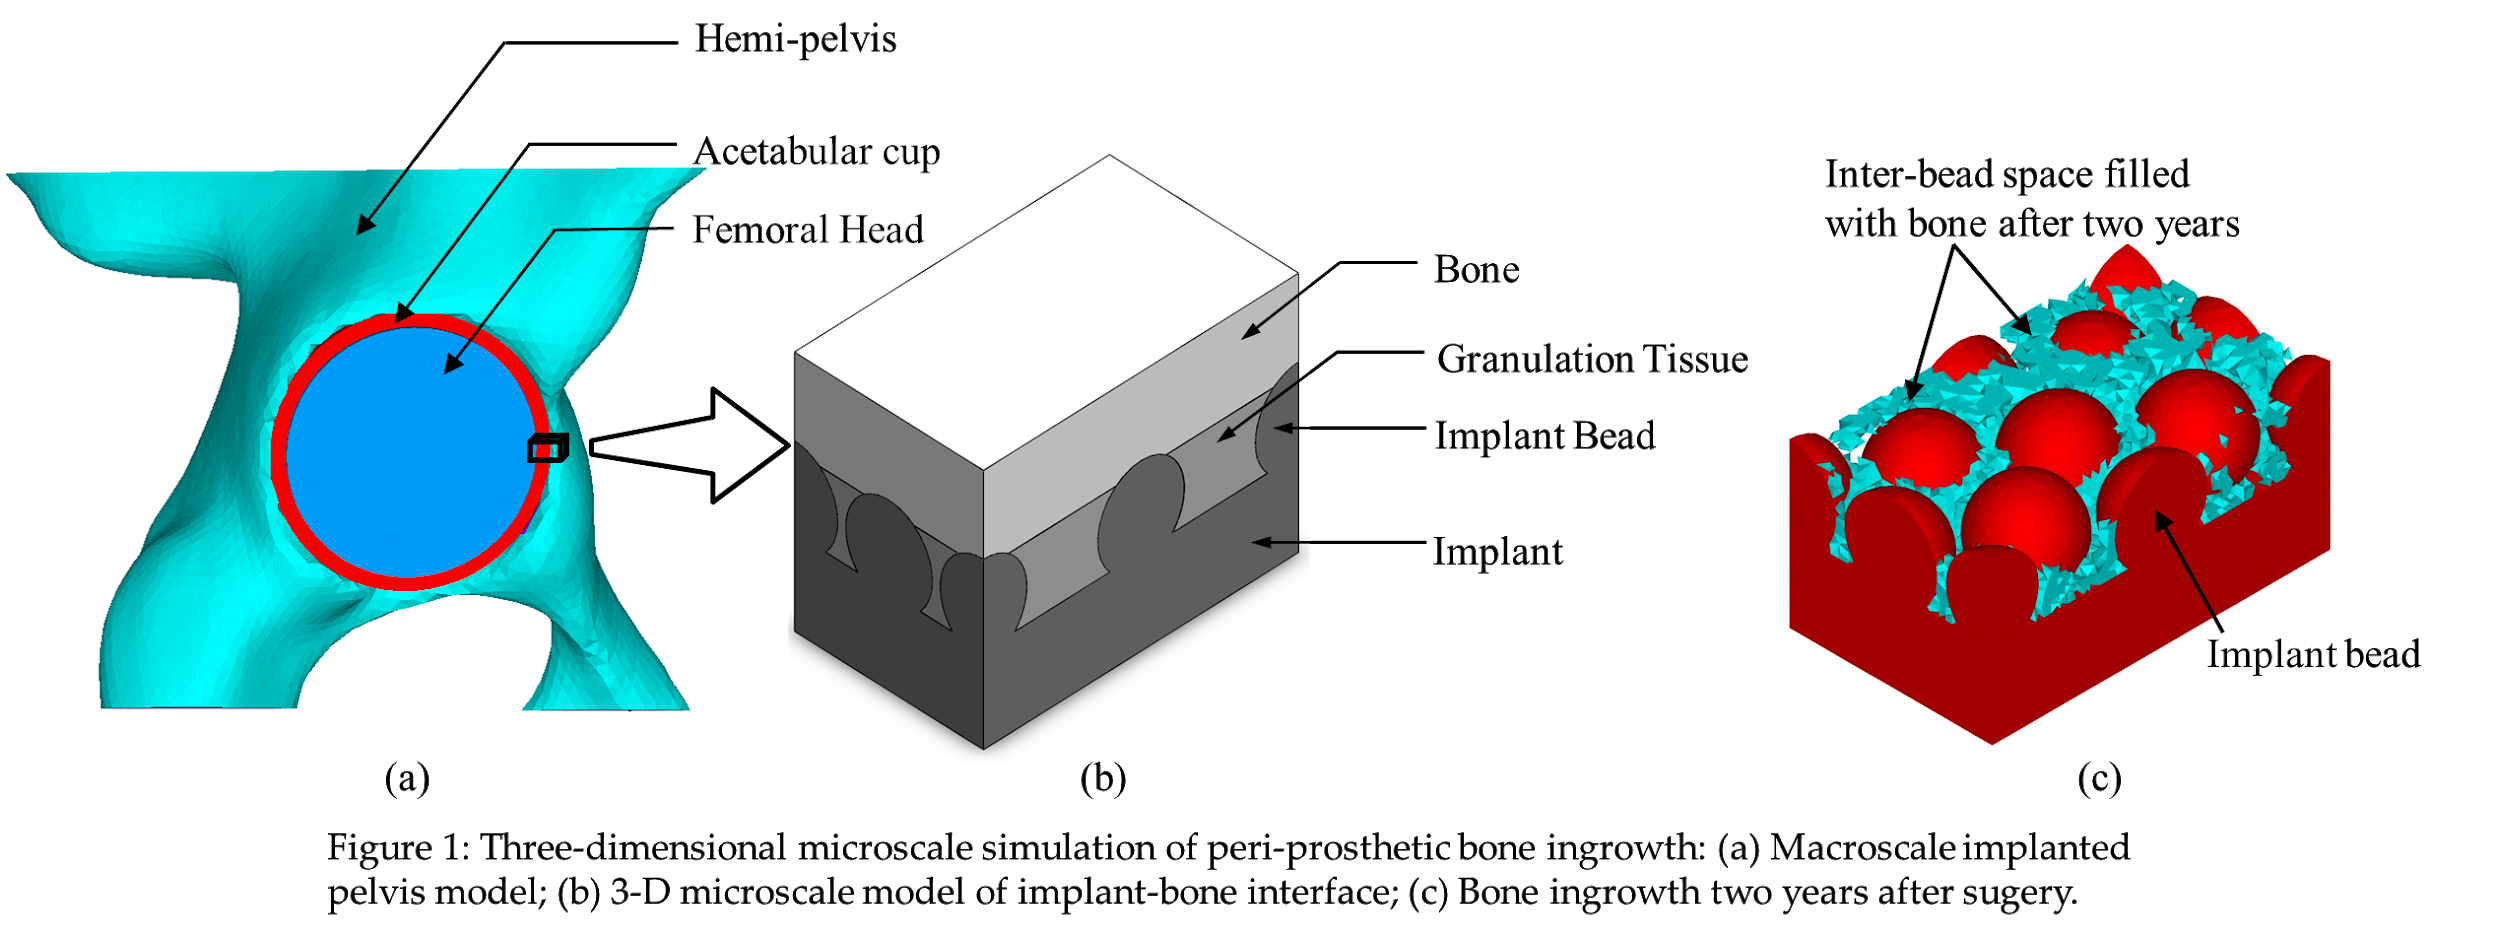 Hemi-pelvis
Acetabular cup
Femoral Head
Bone
Granulation Tissue
Implant Bead
Implant
Inter-bead space filled
with bone after two years
Implant bead
(a)
(b)
(c)
Figure 1: Three-dimensional microscale simulation of peri-prosthetic bone ingrowth: (a) Macroscale implanted
pelvis model; (b) 3-D microscale model of implant-bone interface; (c) Bone ingrowth two years after sugery.